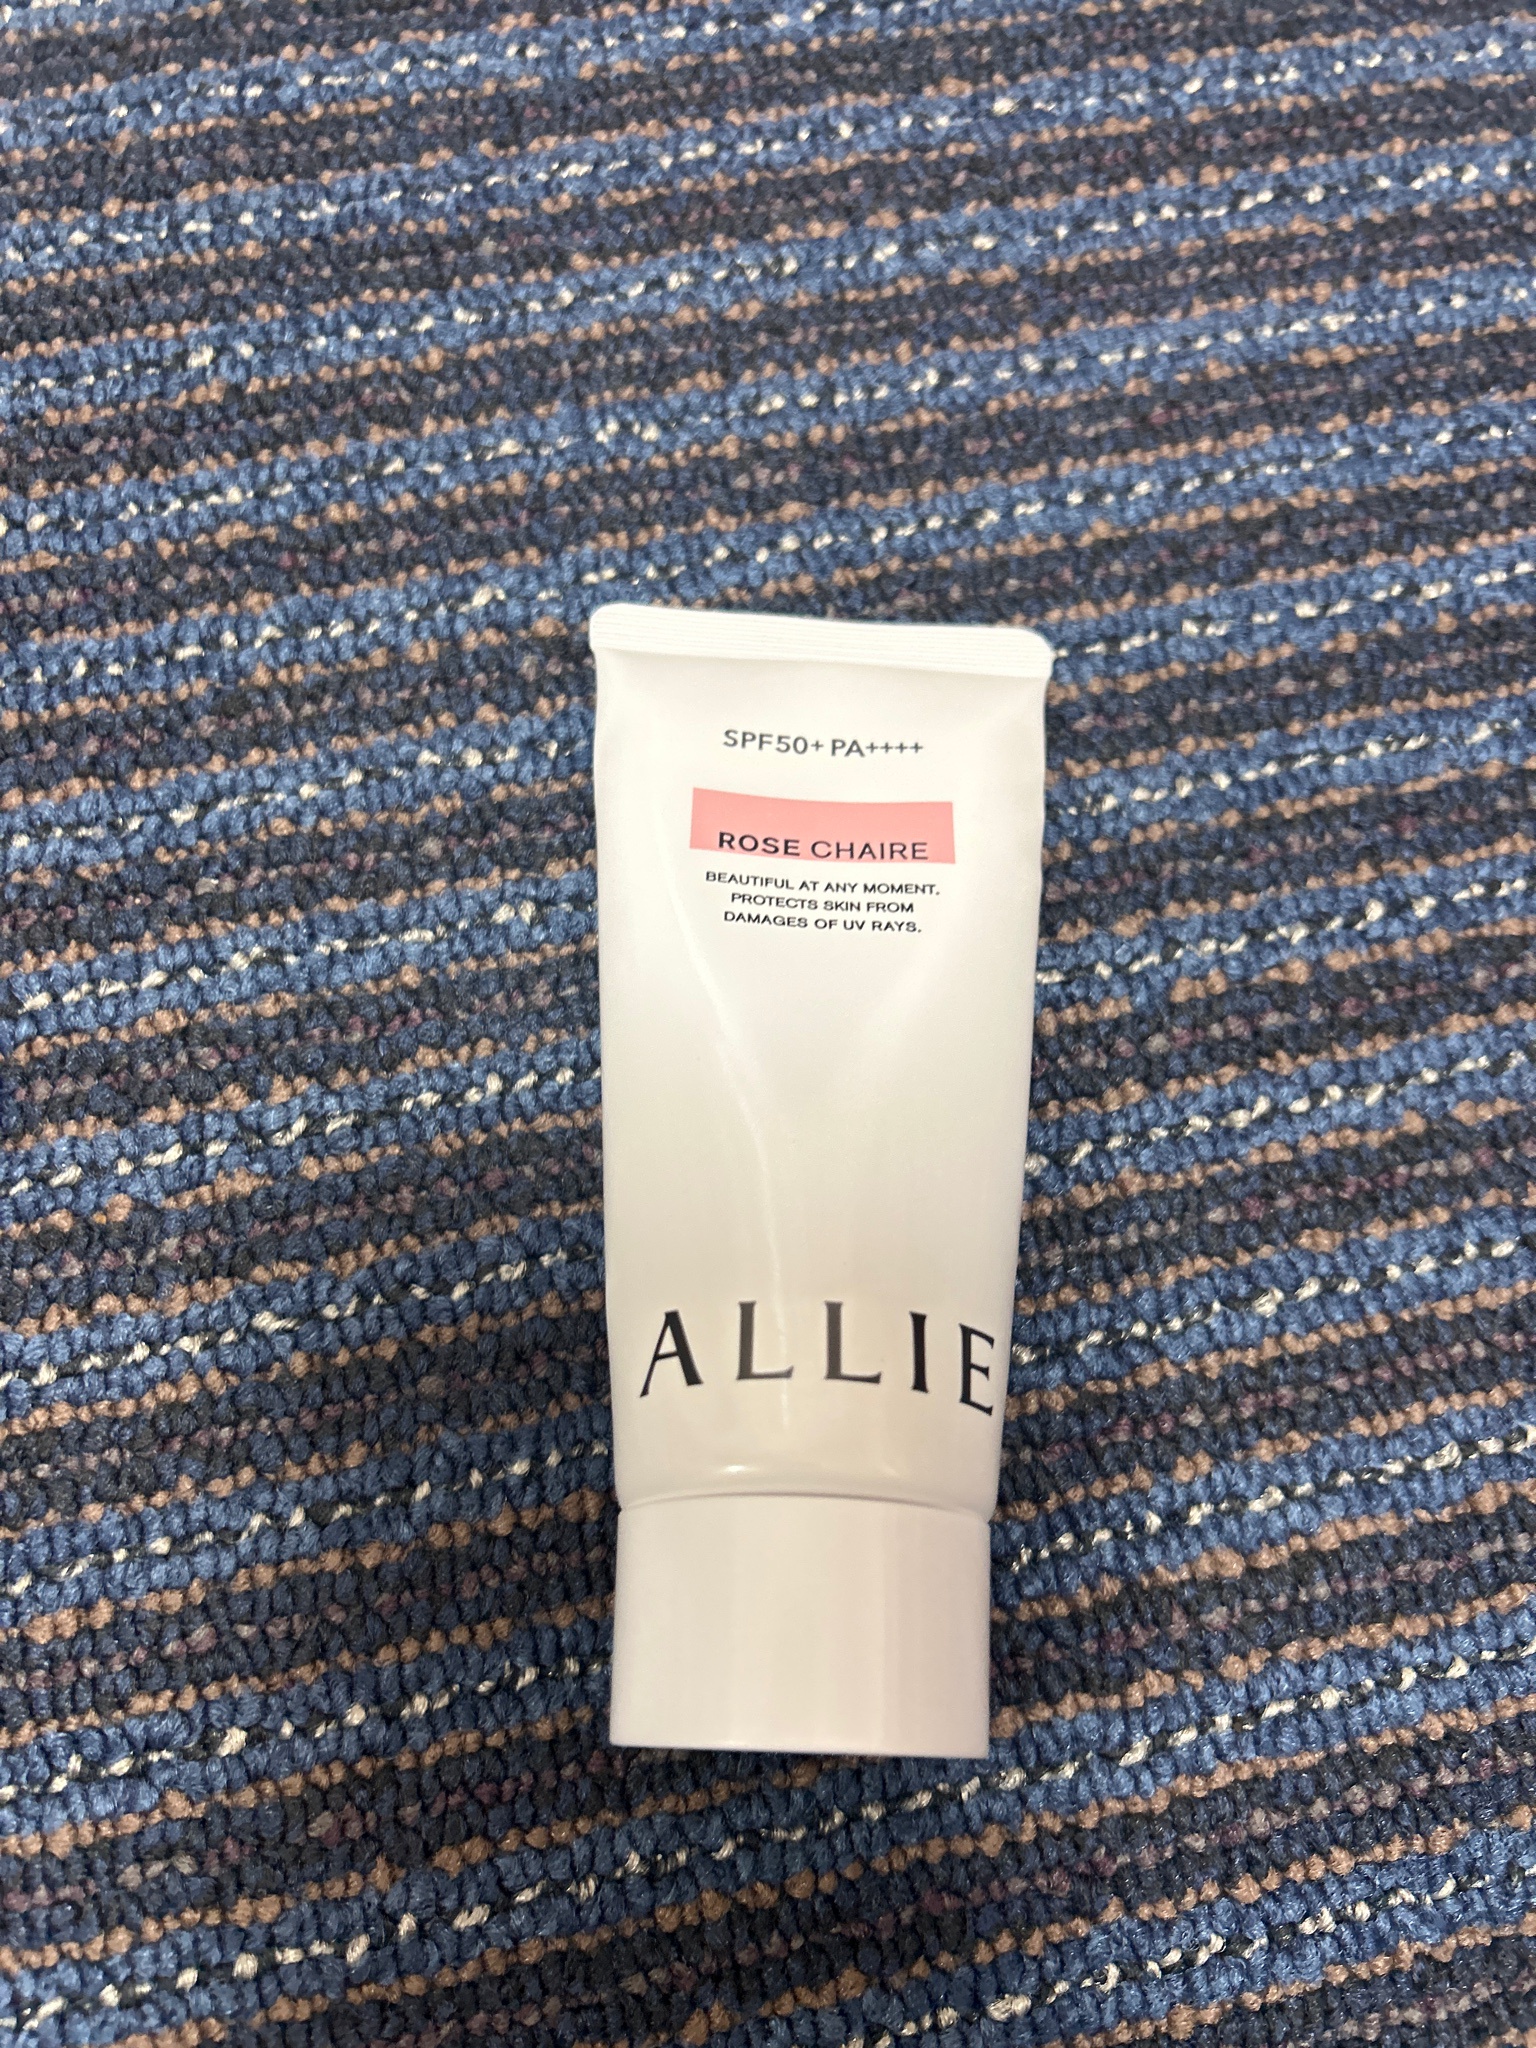 SPF50+ PA++++
ROSE CHAIRE
BEAUTIFUL AT ANY MOMENT.
PROTECTS SKIN FROM
DAMAGES OF UV RAYS.
ALLIE